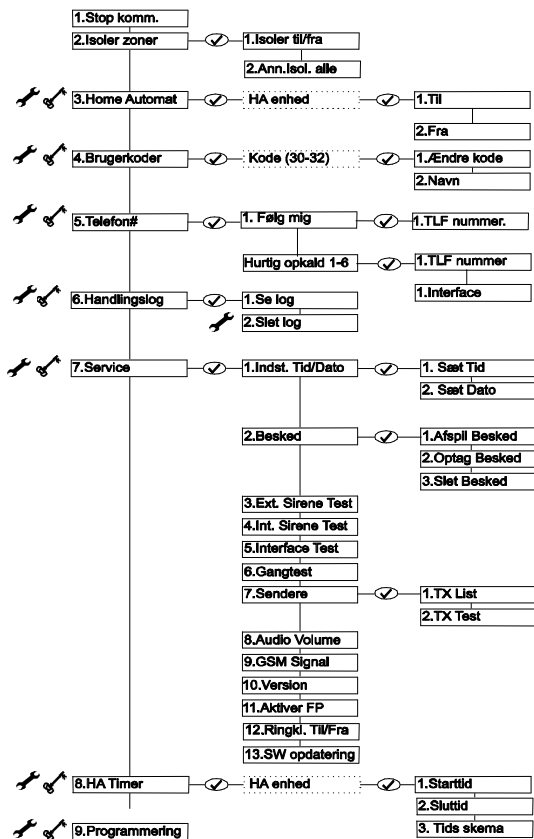 1.Stop komm.
2.Isoler zoner
1.Isoler til/fra
2.Ann.Isol. alle
3.Home Automat
HA enhed
1.Til
2.Fra
4.Brugerkoder
Kode (30-32)
1.Ændre kode
2.Navn
5.Telefon#
1. Følg mig
1.TLF nummer.
Hurtig opkald 1-6
1.TLF nummer
1.Interface
6.Handlingslog
1.Se log
2.Slet log
7.Service
1.Indst. Tid/Dato
1. Sæt Tid
2. Sæt Dato
2.Besked
1.Afspil Besked
2.Optag Besked
3.Slet Besked
3.Ext. Sirene Test
4.Int. Sirene Test
5.Interface Test
6.Gangtest
7.Sendere
1.TX List
2.TX Test
8.Audio Volume
9.GSM Signal
10.Version
11.Aktiver FP
12.Ringkl. Til/Fra
13.SW opdatering
8.HA Timer
HA enhed
1.Starttid
2.Sluttid
3. Tids skema
9.Programmering